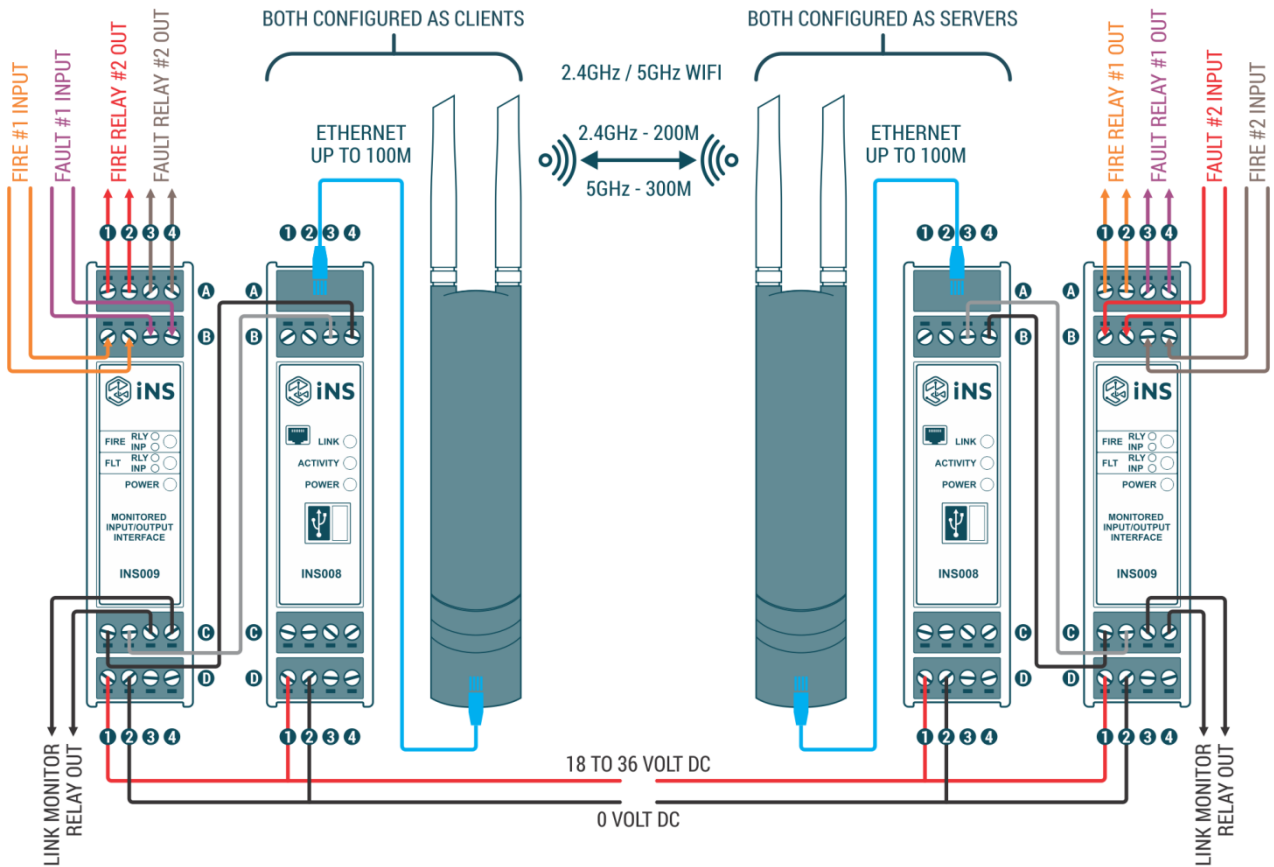 BOTH CONFIGURED AS CLIENTS
BOTH CONFIGURED AS SERVERS
2.4GHz / 5GHz WIFI
2.4GHz - 200M
5GHz - 300M
FIRE #1 INPUT
FAULT #1 INPUT
FIRE RELAY #2 OUT
FAULT RELAY #2 OUT
ETHERNET
UP TO 100M
ETHERNET
UP TO 100M
FIRE RELAY #1 OUT
FAULT RELAY #1 OUT
FAULT #2 INPUT
FIRE #2 INPUT
1 2 3 4
1 2 3 4
1 2 3 4
1 2 3 4
A
A
A
A
B
B
B
B
iNS
FIRE RLY
INP
FLT RLY
INP
POWER
MONITORED
INPUT/OUTPUT
INTERFACE
INS009
iNS
LINK
ACTIVITY
POWER
INS008
iNS
LINK
ACTIVITY
POWER
INS008
iNS
FIRE RLY
INP
FLT RLY
INP
POWER
MONITORED
INPUT/OUTPUT
INTERFACE
INS009
C
C
C
C
D
D
D
D
1 2 3 4
1 2 3 4
1 2 3 4
1 2 3 4
18 TO 36 VOLT DC
0 VOLT DC
LINK MONITOR
RELAY OUT
LINK MONITOR
RELAY OUT